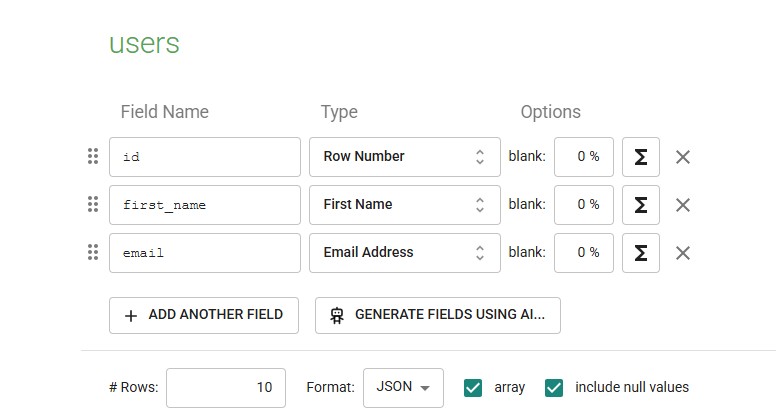 users
Field Name Type Options
id Row Number blank: 0 % Σ
first_name First Name blank: 0 % Σ
email Email Address blank: 0 % Σ
+ ADD ANOTHER FIELD GENERATE FIELDS USING AI...
# Rows: 10 Format: JSON array include null values